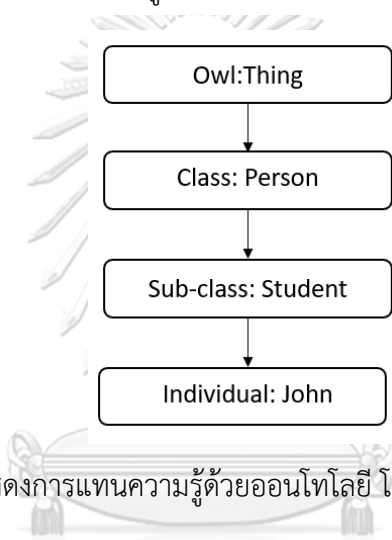 Owl:Thing
Class: Person
Sub-class: Student
Individual: John
การแทนความรู้ด้วยออนโทโลยี